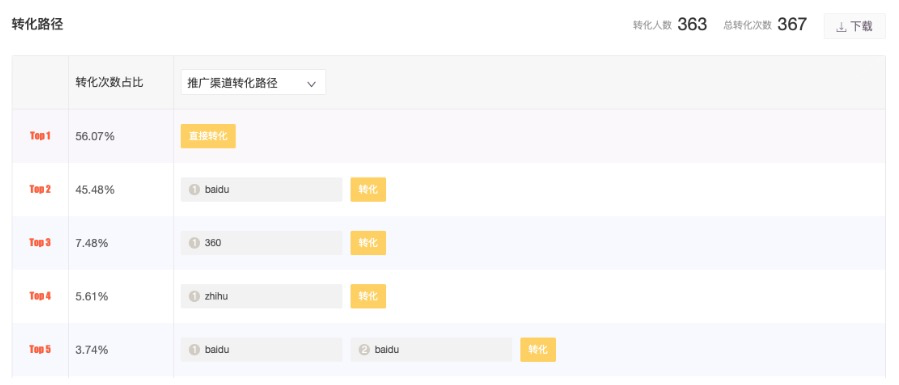 转化路径 转化人数 363 总转化次数 367 下载
转化次数占比 推广渠道转化路径
Top 1 56.07% 直接转化
Top 2 45.48% 1 baidu 转化
Top 3 7.48% 1 360 转化
Top 4 5.61% 1 zhihu 转化
Top 5 3.74% 1 baidu 2 baidu 转化